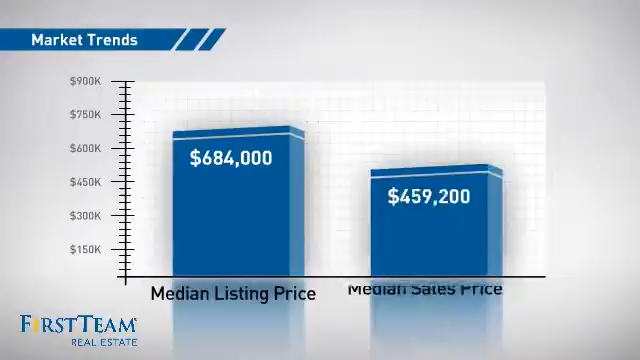 Market Trends
$900K
$750K
$600K
$450K
$300K
$150K
$684,000
$459,200
Median Listing Price
Median Sales Price
FIRSTTEAM®
REAL ESTATE